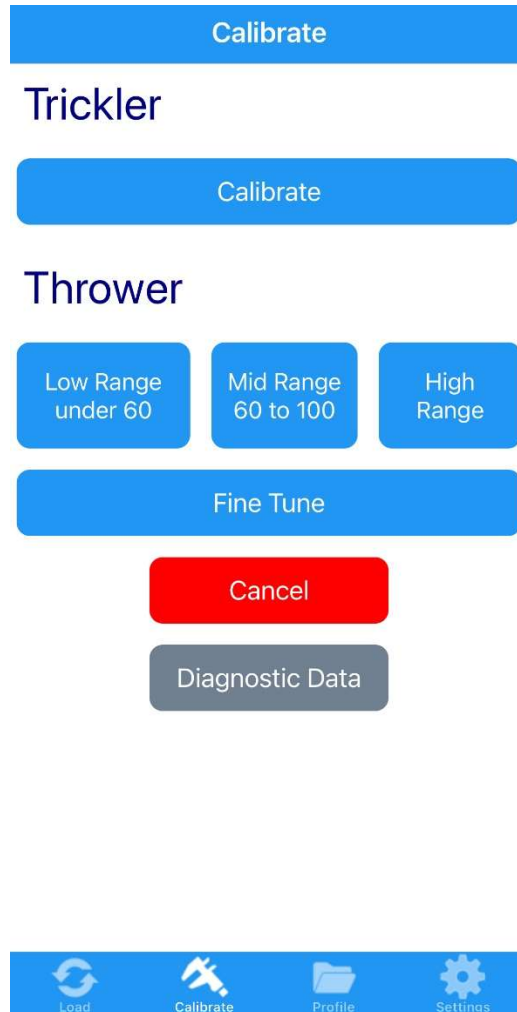 Calibrate
Trickler
Calibrate
Thrower
Low Range
under 60
Mid Range
60 to 100
High
Range
Fine Tune
Cancel
Diagnostic Data
Load
Calibrate
Profile
Settings